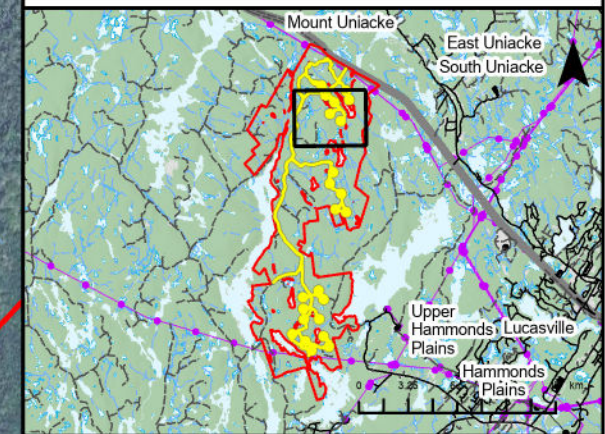 Mount Uniacke
East Uniacke
South Uniacke
Upper
Hammonds
Plains
Lucasville
Hammonds
Plains
0 3.25 km